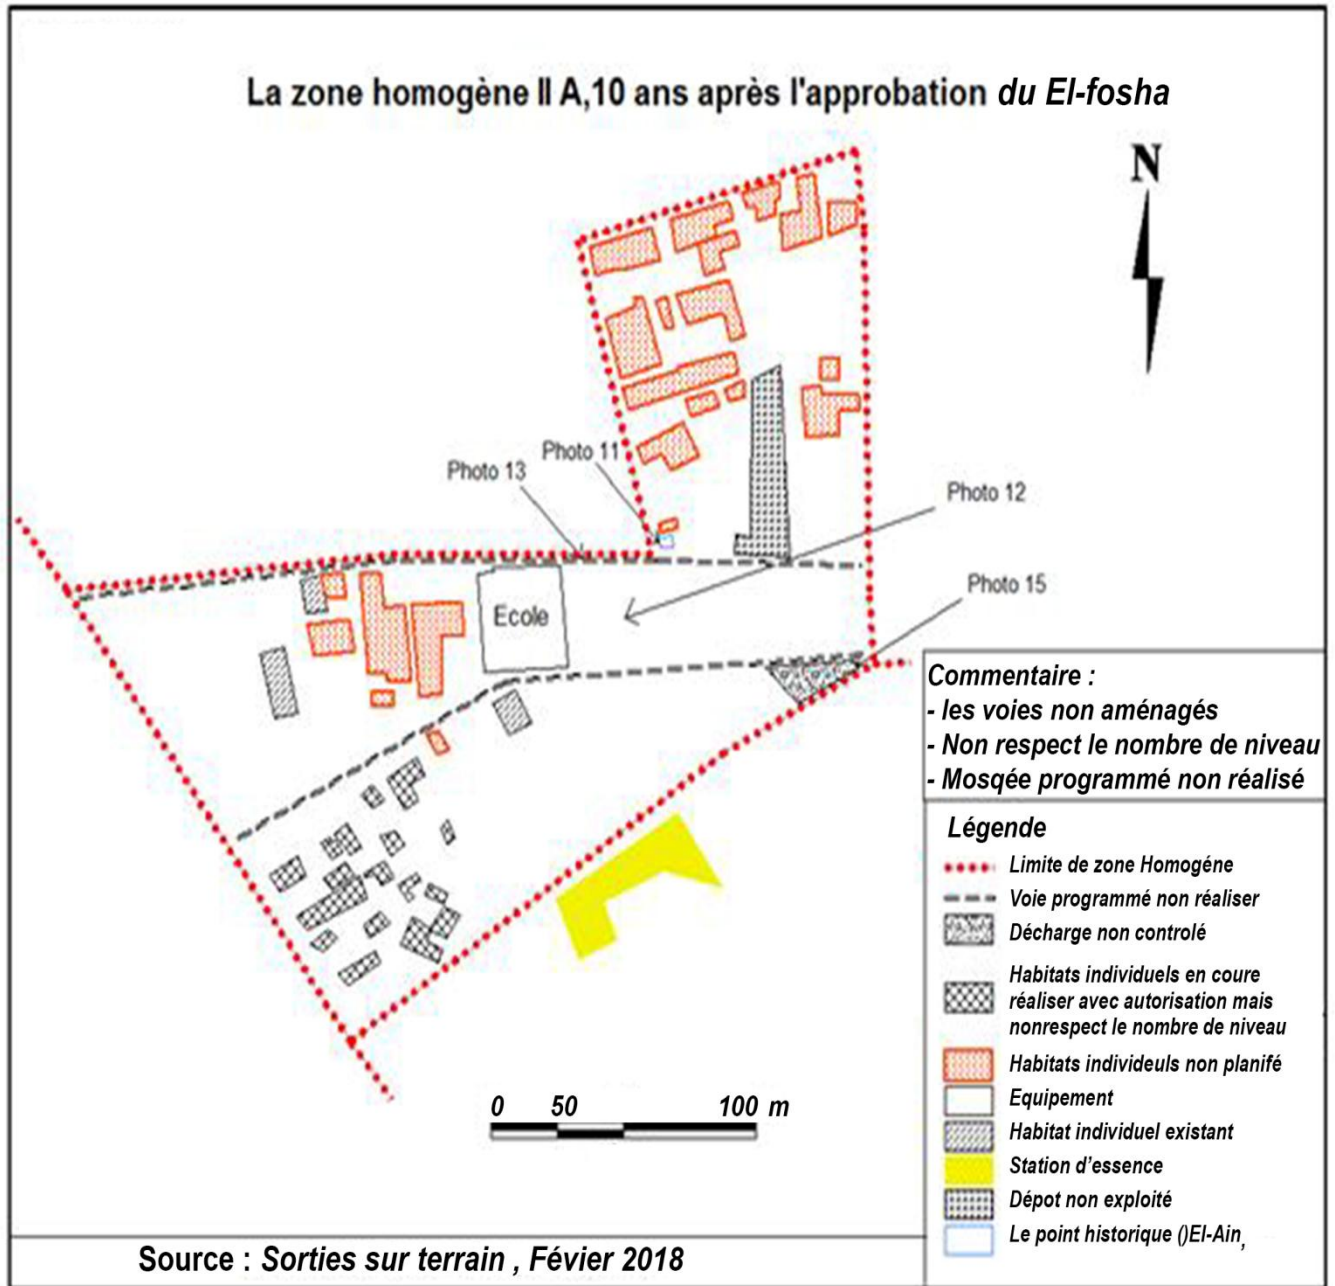 La zone homogène II A,10 ans après l'approbation du El-fosha
N
Photo 11
Photo 13
Photo 12
Photo 15
Ecole
Commentaire :
- les voies non aménagés
- Non respect le nombre de niveau
- Mosqée programmé non réalisé
Légende
Limite de zone Homogéne
Voie programmé non réaliser
Décharge non controlé
Habitats individuels en coure
réaliser avec autorisation mais
nonrespect le nombre de niveau
Habitats individeuls non planifé
Equipement
Habitat individuel existant
Station d'essence
Dépot non exploité
Le point historique ()El-Ain,
0 50 100 m
Source : Sorties sur terrain , Févier 2018